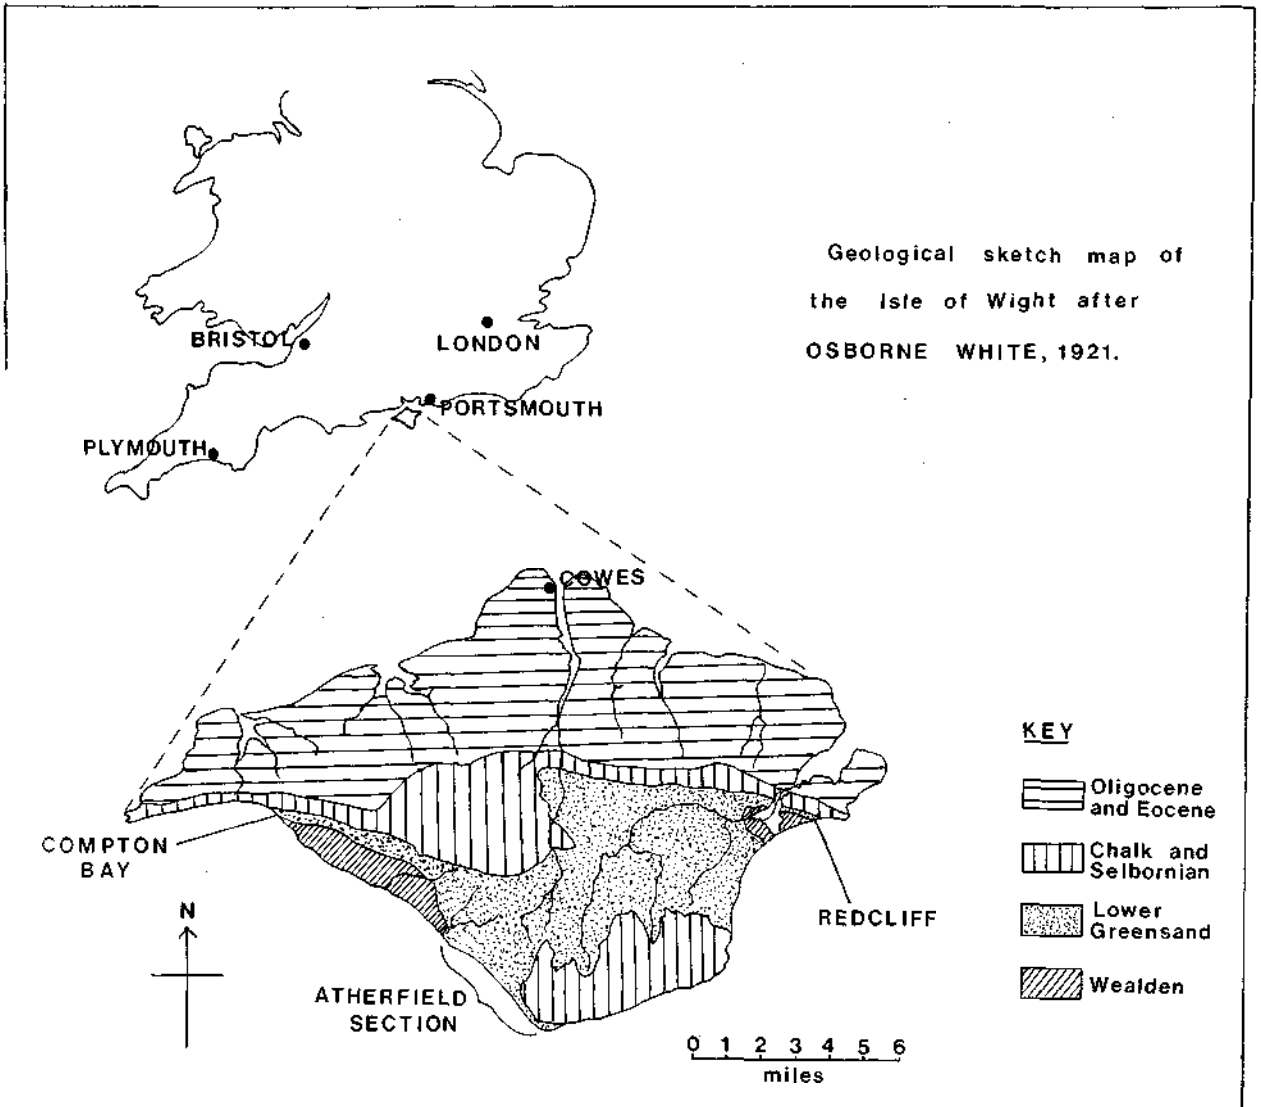 Geological sketch map of
the Isle of Wight after
OSBORNE WHITE, 1921.
BRISTOL
LONDON
PORTSMOUTH
PLYMOUTH
COWES
COMPTON
BAY
REDCLIFF
N
ATHERFIELD
SECTION
KEY
Oligocene
and Eocene
Chalk and
Selbornian
Lower
Greensand
Wealden
0 1 2 3 4 5 6
miles